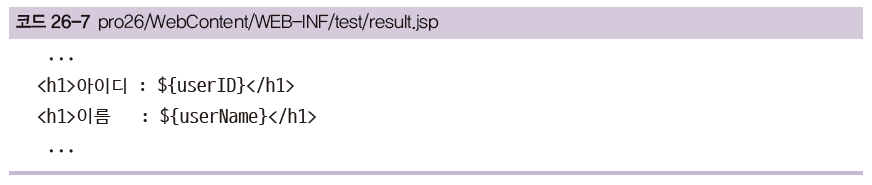 코드 26-7 pro26/WebContent/WEB-INF/test/result.jsp
...
<h1>아이디 : ${userID}</h1>
<h1>이름   : ${userName}</h1>
...